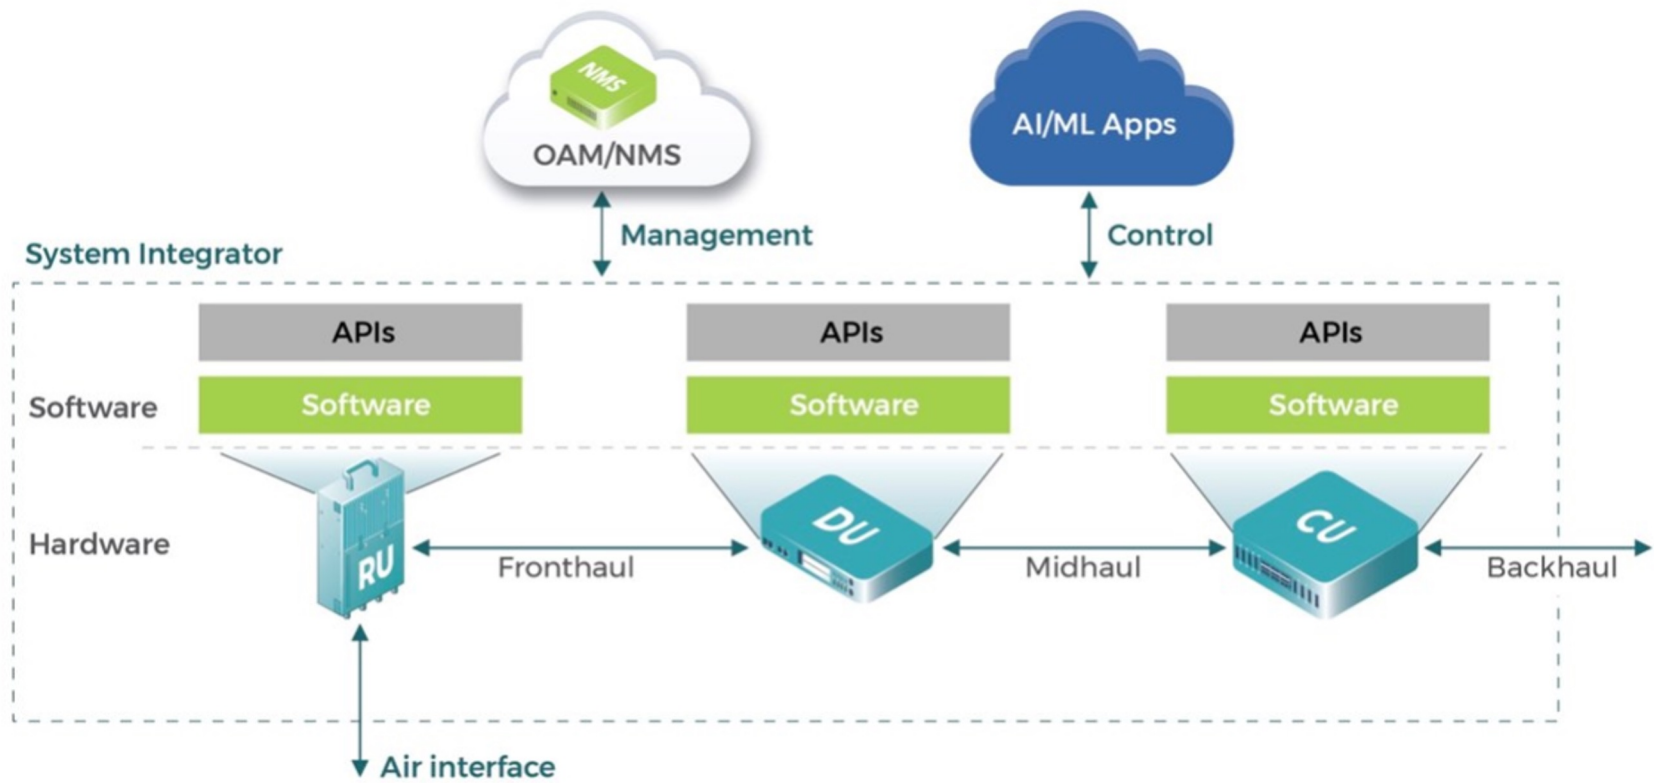 NMS
OAM/NMS
AI/ML Apps
Management
Control
System Integrator
APIs
APIs
APIs
Software
Software
Software
Software
Hardware
RU
DU
CU
Fronthaul
Midhaul
Backhaul
Air interface